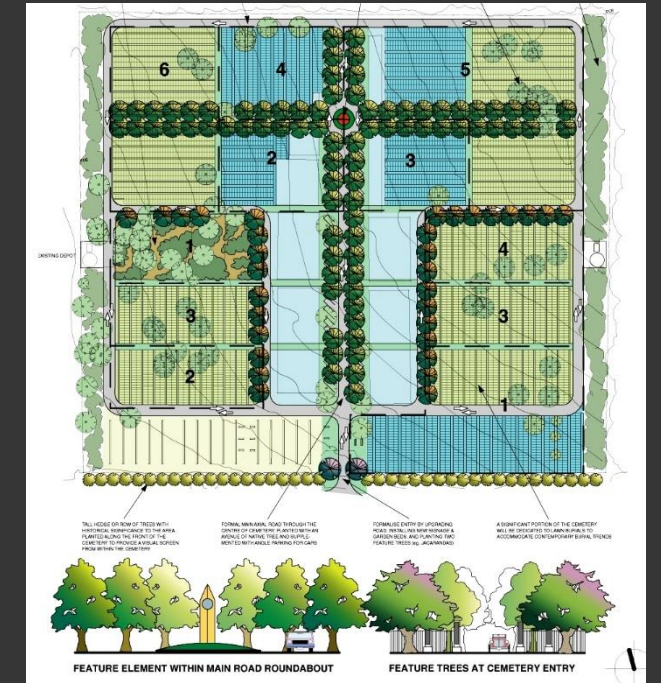 6
4
5
2
3
EXISTING DEPOT
1
4
3
3
2
1
TALL HEDGE OR ROW OF TREES WITH
HISTORICAL SIGNIFICANCE TO THE AREA
PLANTED ALONG THE FRONT OF THE
CEMETERY TO PROVIDE A VISUAL SCREEN
FROM WITHIN THE CEMETERY
FORMAL MAIN AXIAL ROAD THROUGH THE
CENTRE OF CEMETERY PLANTED WITH AN
AVENUE OF NATIVE TREE AND SUPPLE-
MENTED WITH ANGLE PARKING FOR CARS
FORMALISE ENTRY BY UPGRADING
ROAD, INSTALLING NEW SIGNAGE &
GARDEN BEDS, AND PLANTING TWO
FEATURE TREES (eg. JACARANDAS)
A SIGNIFICANT PORTION OF THE CEMETERY
WILL BE DEDICATED TO LAWN BURIALS TO
ACCOMMODATE CONTEMPORARY BURIAL TRENDS
FEATURE ELEMENT WITHIN MAIN ROAD ROUNDABOUT
FEATURE TREES AT CEMETERY ENTRY